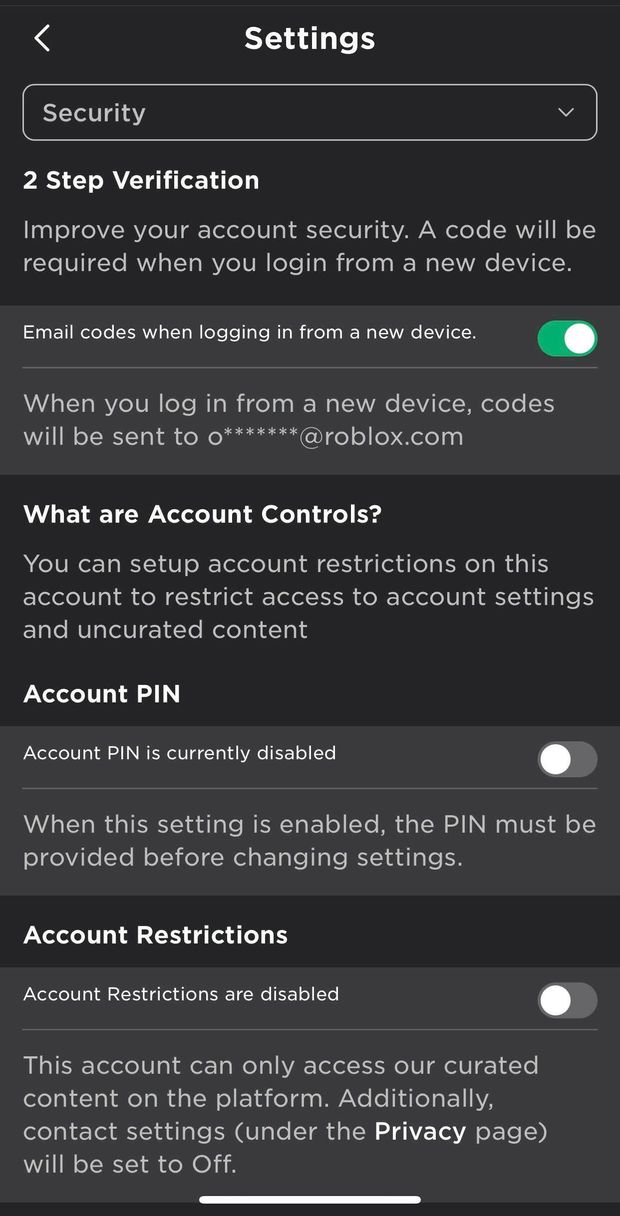 Settings
Security
2 Step Verification
Improve your account security. A code will be
required when you login from a new device.
Email codes when logging in from a new device.
When you log in from a new device, codes
will be sent to o*******@roblox.com
What are Account Controls?
You can setup account restrictions on this
account to restrict access to account settings
and uncurated content
Account PIN
Account PIN is currently disabled
When this setting is enabled, the PIN must be
provided before changing settings.
Account Restrictions
Account Restrictions are disabled
This account can only access our curated
content on the platform. Additionally,
contact settings (under the Privacy page)
will be set to Off.